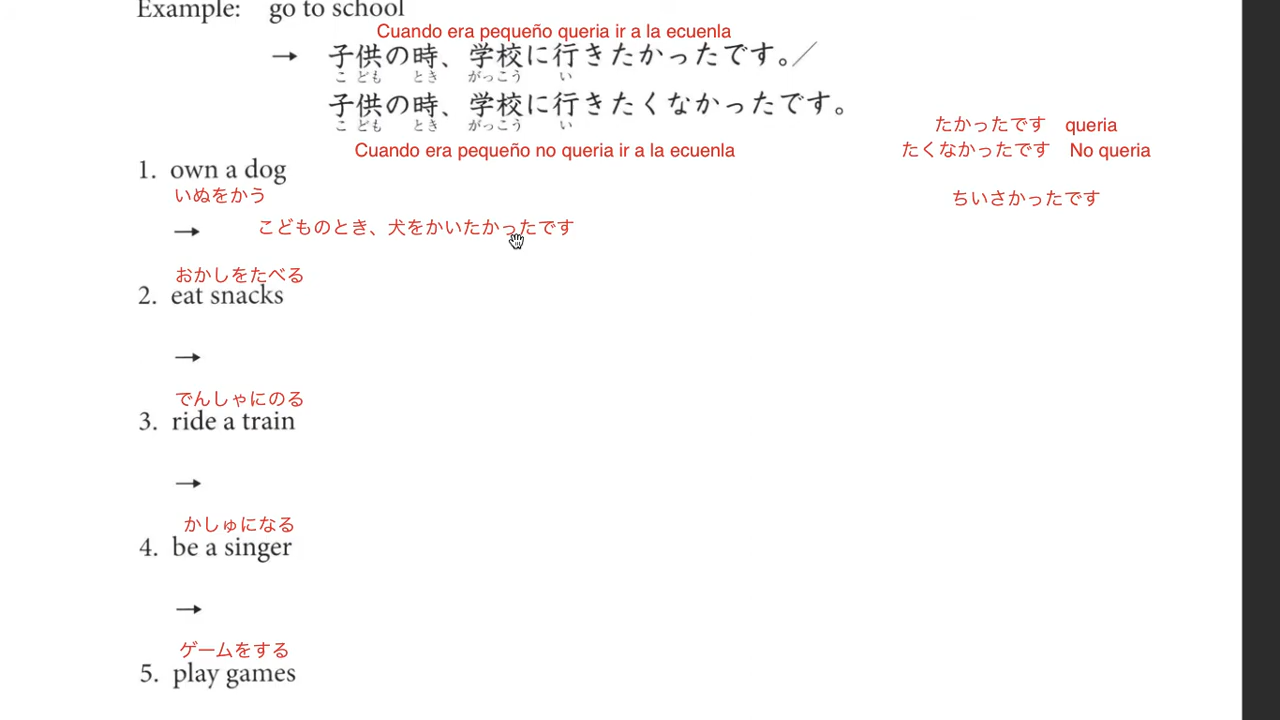 Example: go to school
Cuando era pequeño queria ir a la ecuenla
→ 子供の時、学校に行きたかったです。／
こ ども とき がっこう い
子供の時、学校に行きたくなかったです。
こ ども とき がっこう い
たかったです queria
Cuando era pequeño no queria ir a la ecuenla
たくなかったです No queria
1. own a dog
いぬをかう
ちいさかったです
→ こどものとき、犬をかいたかったです
おかしをたべる
2. eat snacks
→
でんしゃにのる
3. ride a train
→
かしゅになる
4. be a singer
→
ゲームをする
5. play games